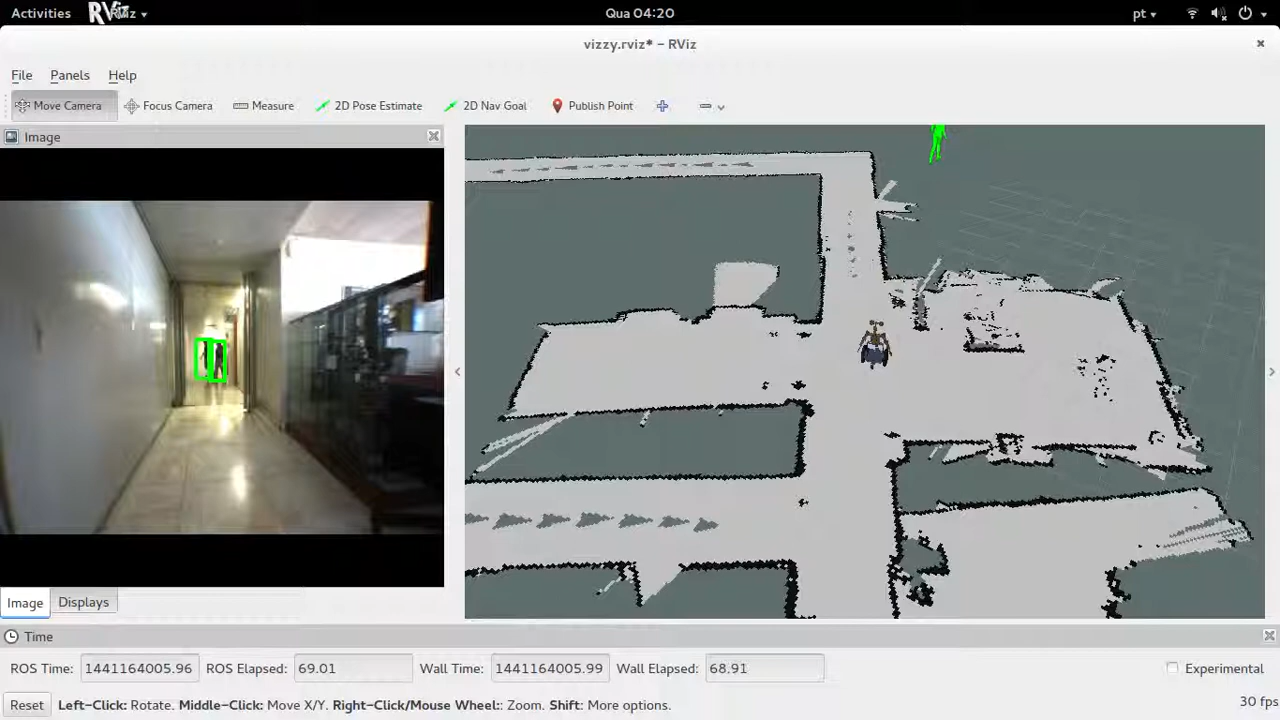 Activities RViz Qua 04:20 pt
vizzy.rviz* – RViz
File Panels Help
Move Camera Focus Camera Measure 2D Pose Estimate 2D Nav Goal Publish Point
Image
Image Displays
Time
ROS Time: 1441164005.96 ROS Elapsed: 69.01 Wall Time: 1441164005.99 Wall Elapsed: 68.91 Experimental
Reset Left-Click: Rotate. Middle-Click: Move X/Y. Right-Click/Mouse Wheel:: Zoom. Shift: More options. 30 fps